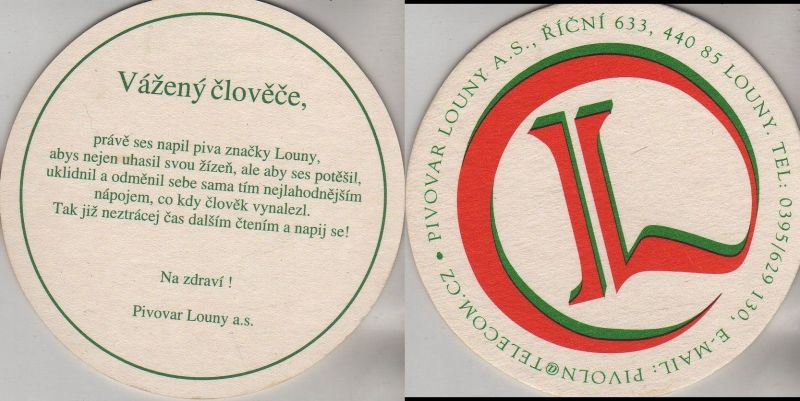 Vážený člověče,
právě ses napil piva značky Louny,
abys nejen uhasil svou žízeň, ale aby ses potěšil,
uklidnil a odměnil sebe sama tím nejlahodnějším
nápojem, co kdy člověk vynalezl.
Tak již neztrácej čas dalším čtením a napij se!
Na zdraví !
Pivovar Louny a.s.
• PIVOVAR LOUNY A.S., ŘÍČNÍ 633, 440 85 LOUNY. TEL: 0395/629 130, E-MAIL: PIVOLN@TELECOM.CZ
L